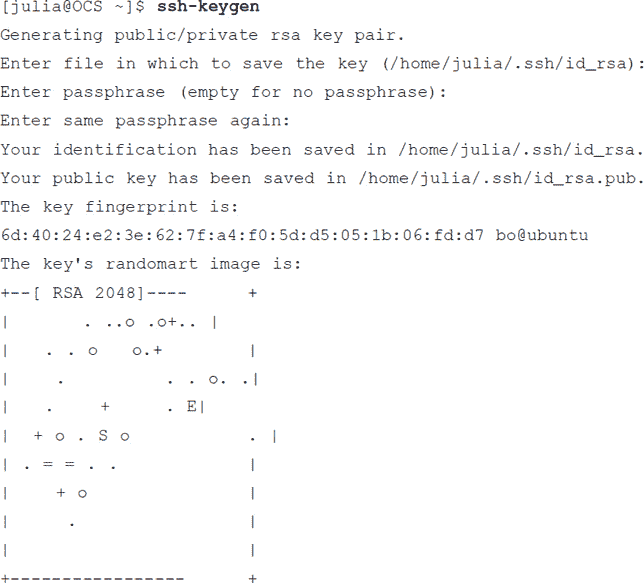 [julia@OCS ~]$ ssh-keygen
Generating public/private rsa key pair.
Enter file in which to save the key (/home/julia/.ssh/id_rsa):
Enter passphrase (empty for no passphrase):
Enter same passphrase again:
Your identification has been saved in /home/julia/.ssh/id_rsa.
Your public key has been saved in /home/julia/.ssh/id_rsa.pub.
The key fingerprint is:
6d:40:24:e2:3e:62:7f:a4:f0:5d:d5:05:1b:06:fd:d7 bo@ubuntu
The key's randomart image is:
+--[ RSA 2048]----      +
|       . ..o .o+.. |
|   . . o   o.+        |
|    .         . . o. .|
|   .    +     . E|
|  + o . S o           . |
| . = = . .            |
|    + o               |
|     .                |
|                      |
+-----------------      +